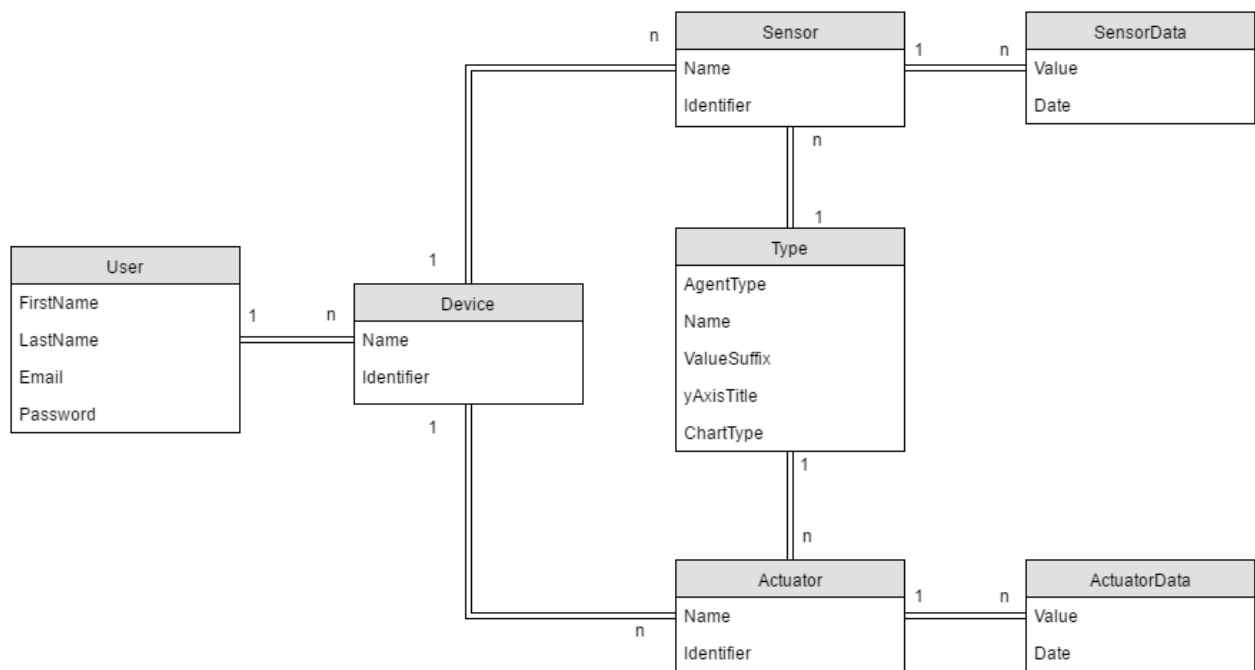 n
Sensor
Name
Identifier
1
n
SensorData
Value
Date
n
1
User
FirstName
LastName
Email
Password
1
n
1
Device
Name
Identifier
1
Type
AgentType
Name
ValueSuffix
yAxisTitle
ChartType
1
n
n
Actuator
Name
Identifier
1
n
ActuatorData
Value
Date